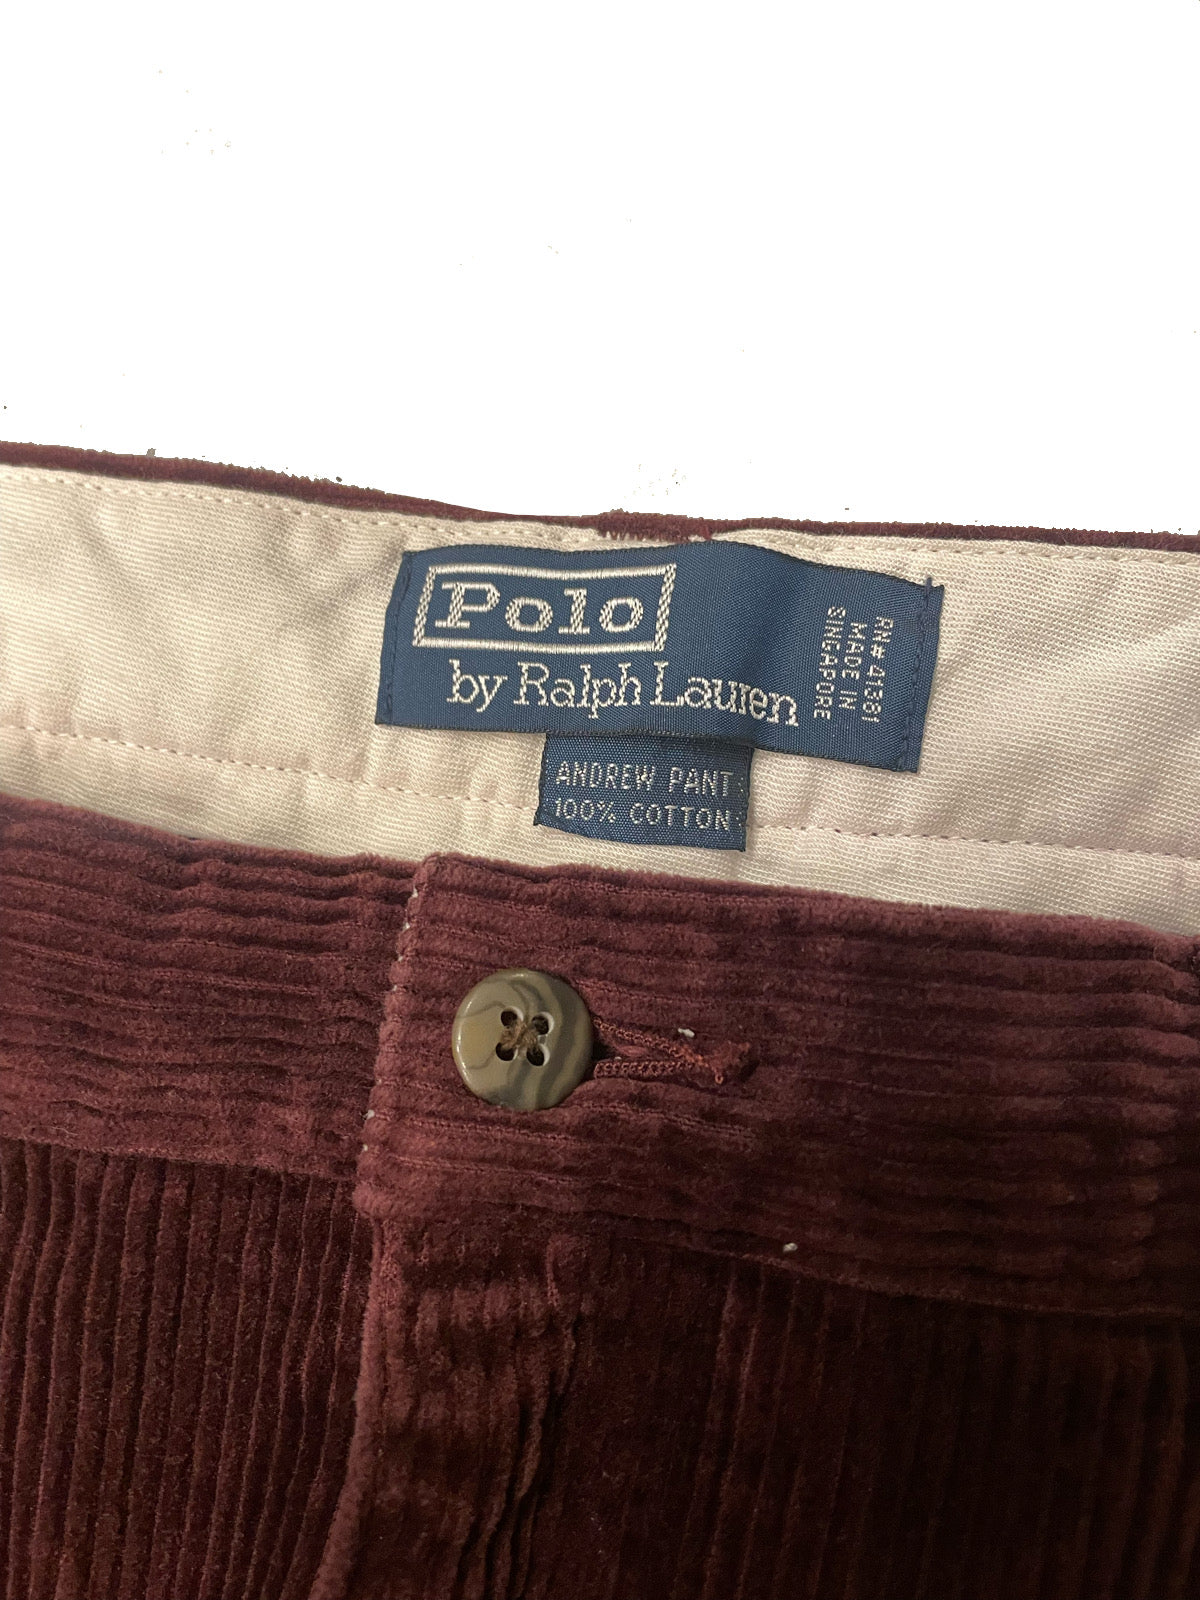 Polo
by Ralph Lauren
RN# 41381
MADE IN
SINGAPORE
ANDREW PANT
100% COTTON